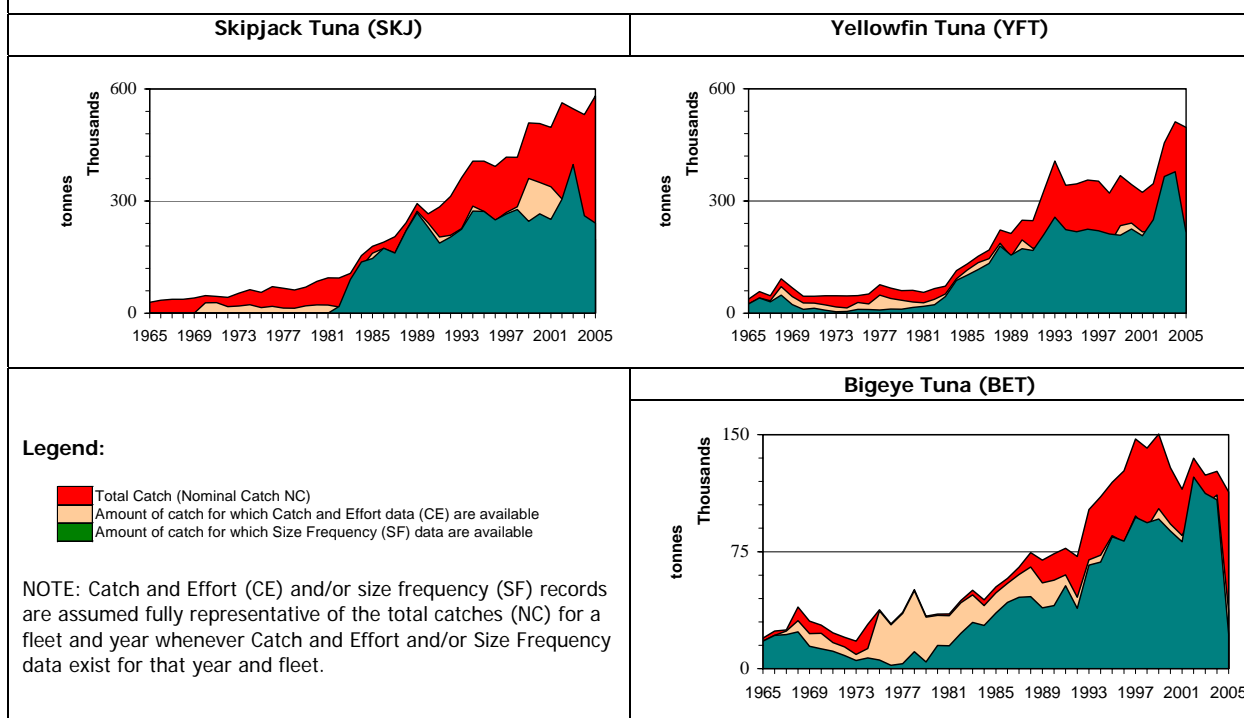 Skipjack Tuna (SKJ)
Yellowfin Tuna (YFT)
600
300
0
tonnes
Thousands
1965 1969 1973 1977 1981 1985 1989 1993 1997 2001 2005
600
300
0
tonnes
Thousands
1965 1969 1973 1977 1981 1985 1989 1993 1997 2001 2005
Legend:
Total Catch (Nominal Catch NC)
Amount of catch for which Catch and Effort data (CE) are available
Amount of catch for which Size Frequency (SF) data are available
NOTE: Catch and Effort (CE) and/or size frequency (SF) records
are assumed fully representative of the total catches (NC) for a
fleet and year whenever Catch and Effort and/or Size Frequency
data exist for that year and fleet.
Bigeye Tuna (BET)
150
75
0
tonnes
Thousands
1965 1969 1973 1977 1981 1985 1989 1993 1997 2001 2005